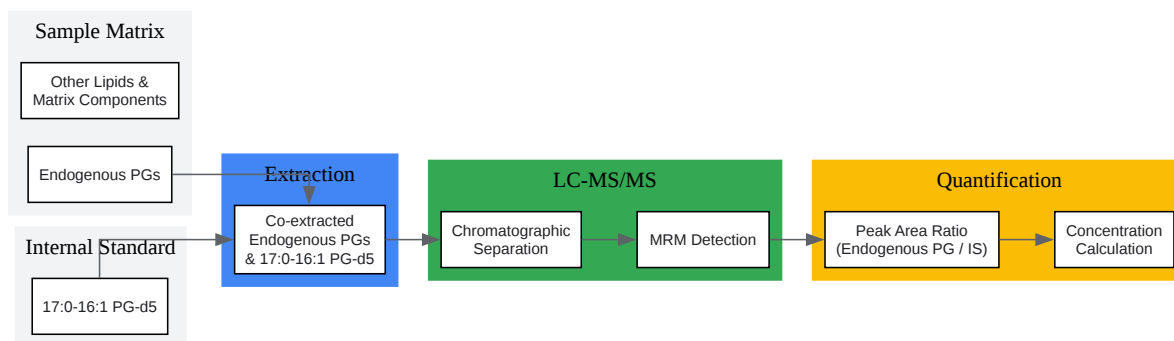 Sample Matrix
Other Lipids &
Matrix Components
Endogenous PGs
Internal Standard
17:0-16:1 PG-d5
Extraction
Co-extracted
Endogenous PGs
& 17:0-16:1 PG-d5
LC-MS/MS
Chromatographic
Separation
MRM Detection
Quantification
Peak Area Ratio
(Endogenous PG / IS)
Concentration
Calculation